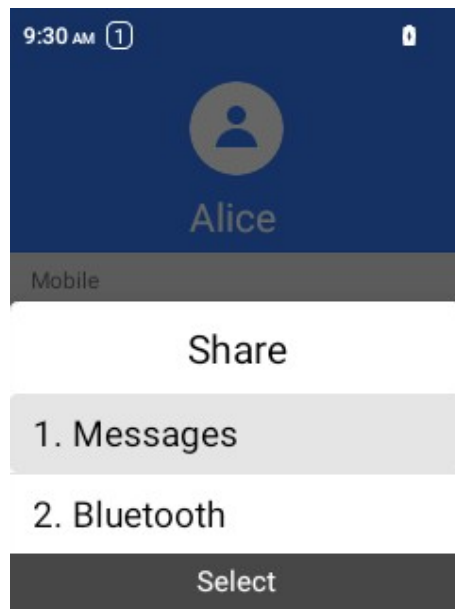 9:30 AM 1
Alice
Mobile
Share
1. Messages
2. Bluetooth
Select